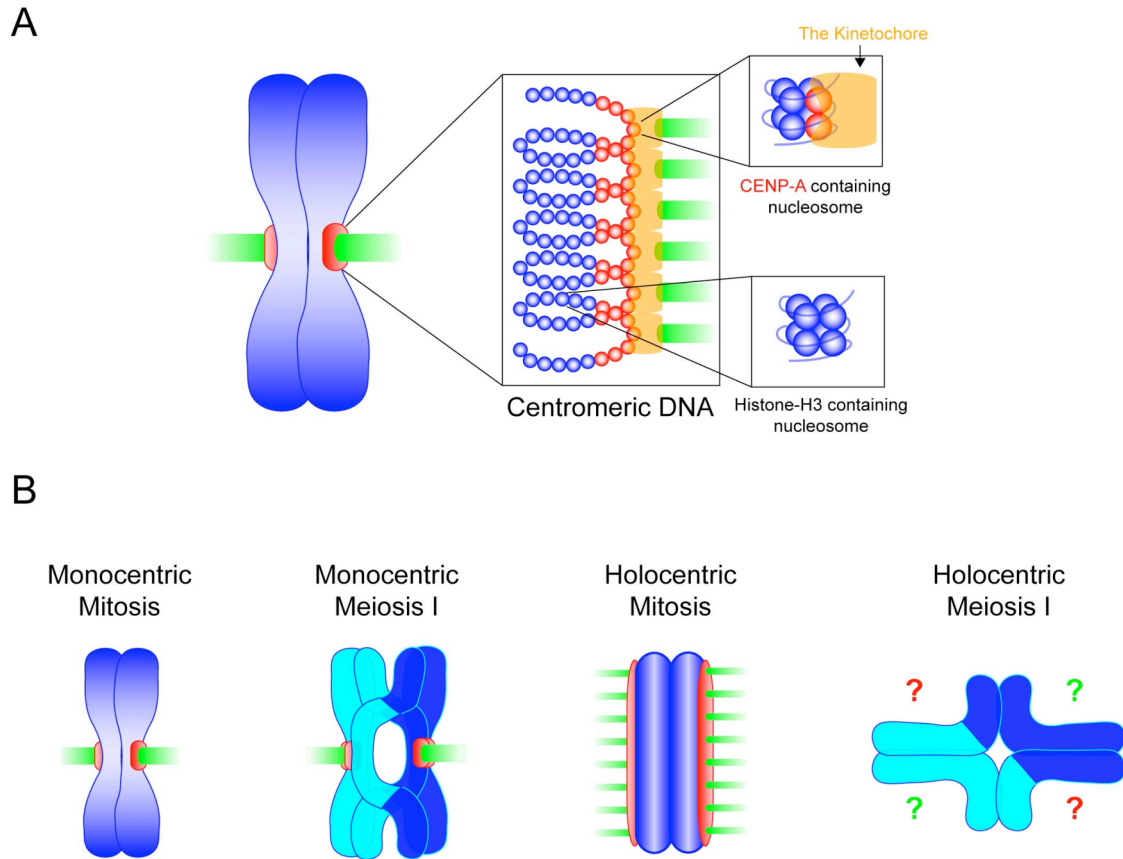 A
The Kinetochore
CENP-A containing
nucleosome
Centromeric DNA
Histone-H3 containing
nucleosome
B
Monocentric
Mitosis
Monocentric
Meiosis I
Holocentric
Mitosis
Holocentric
Meiosis I
? ?
? ?